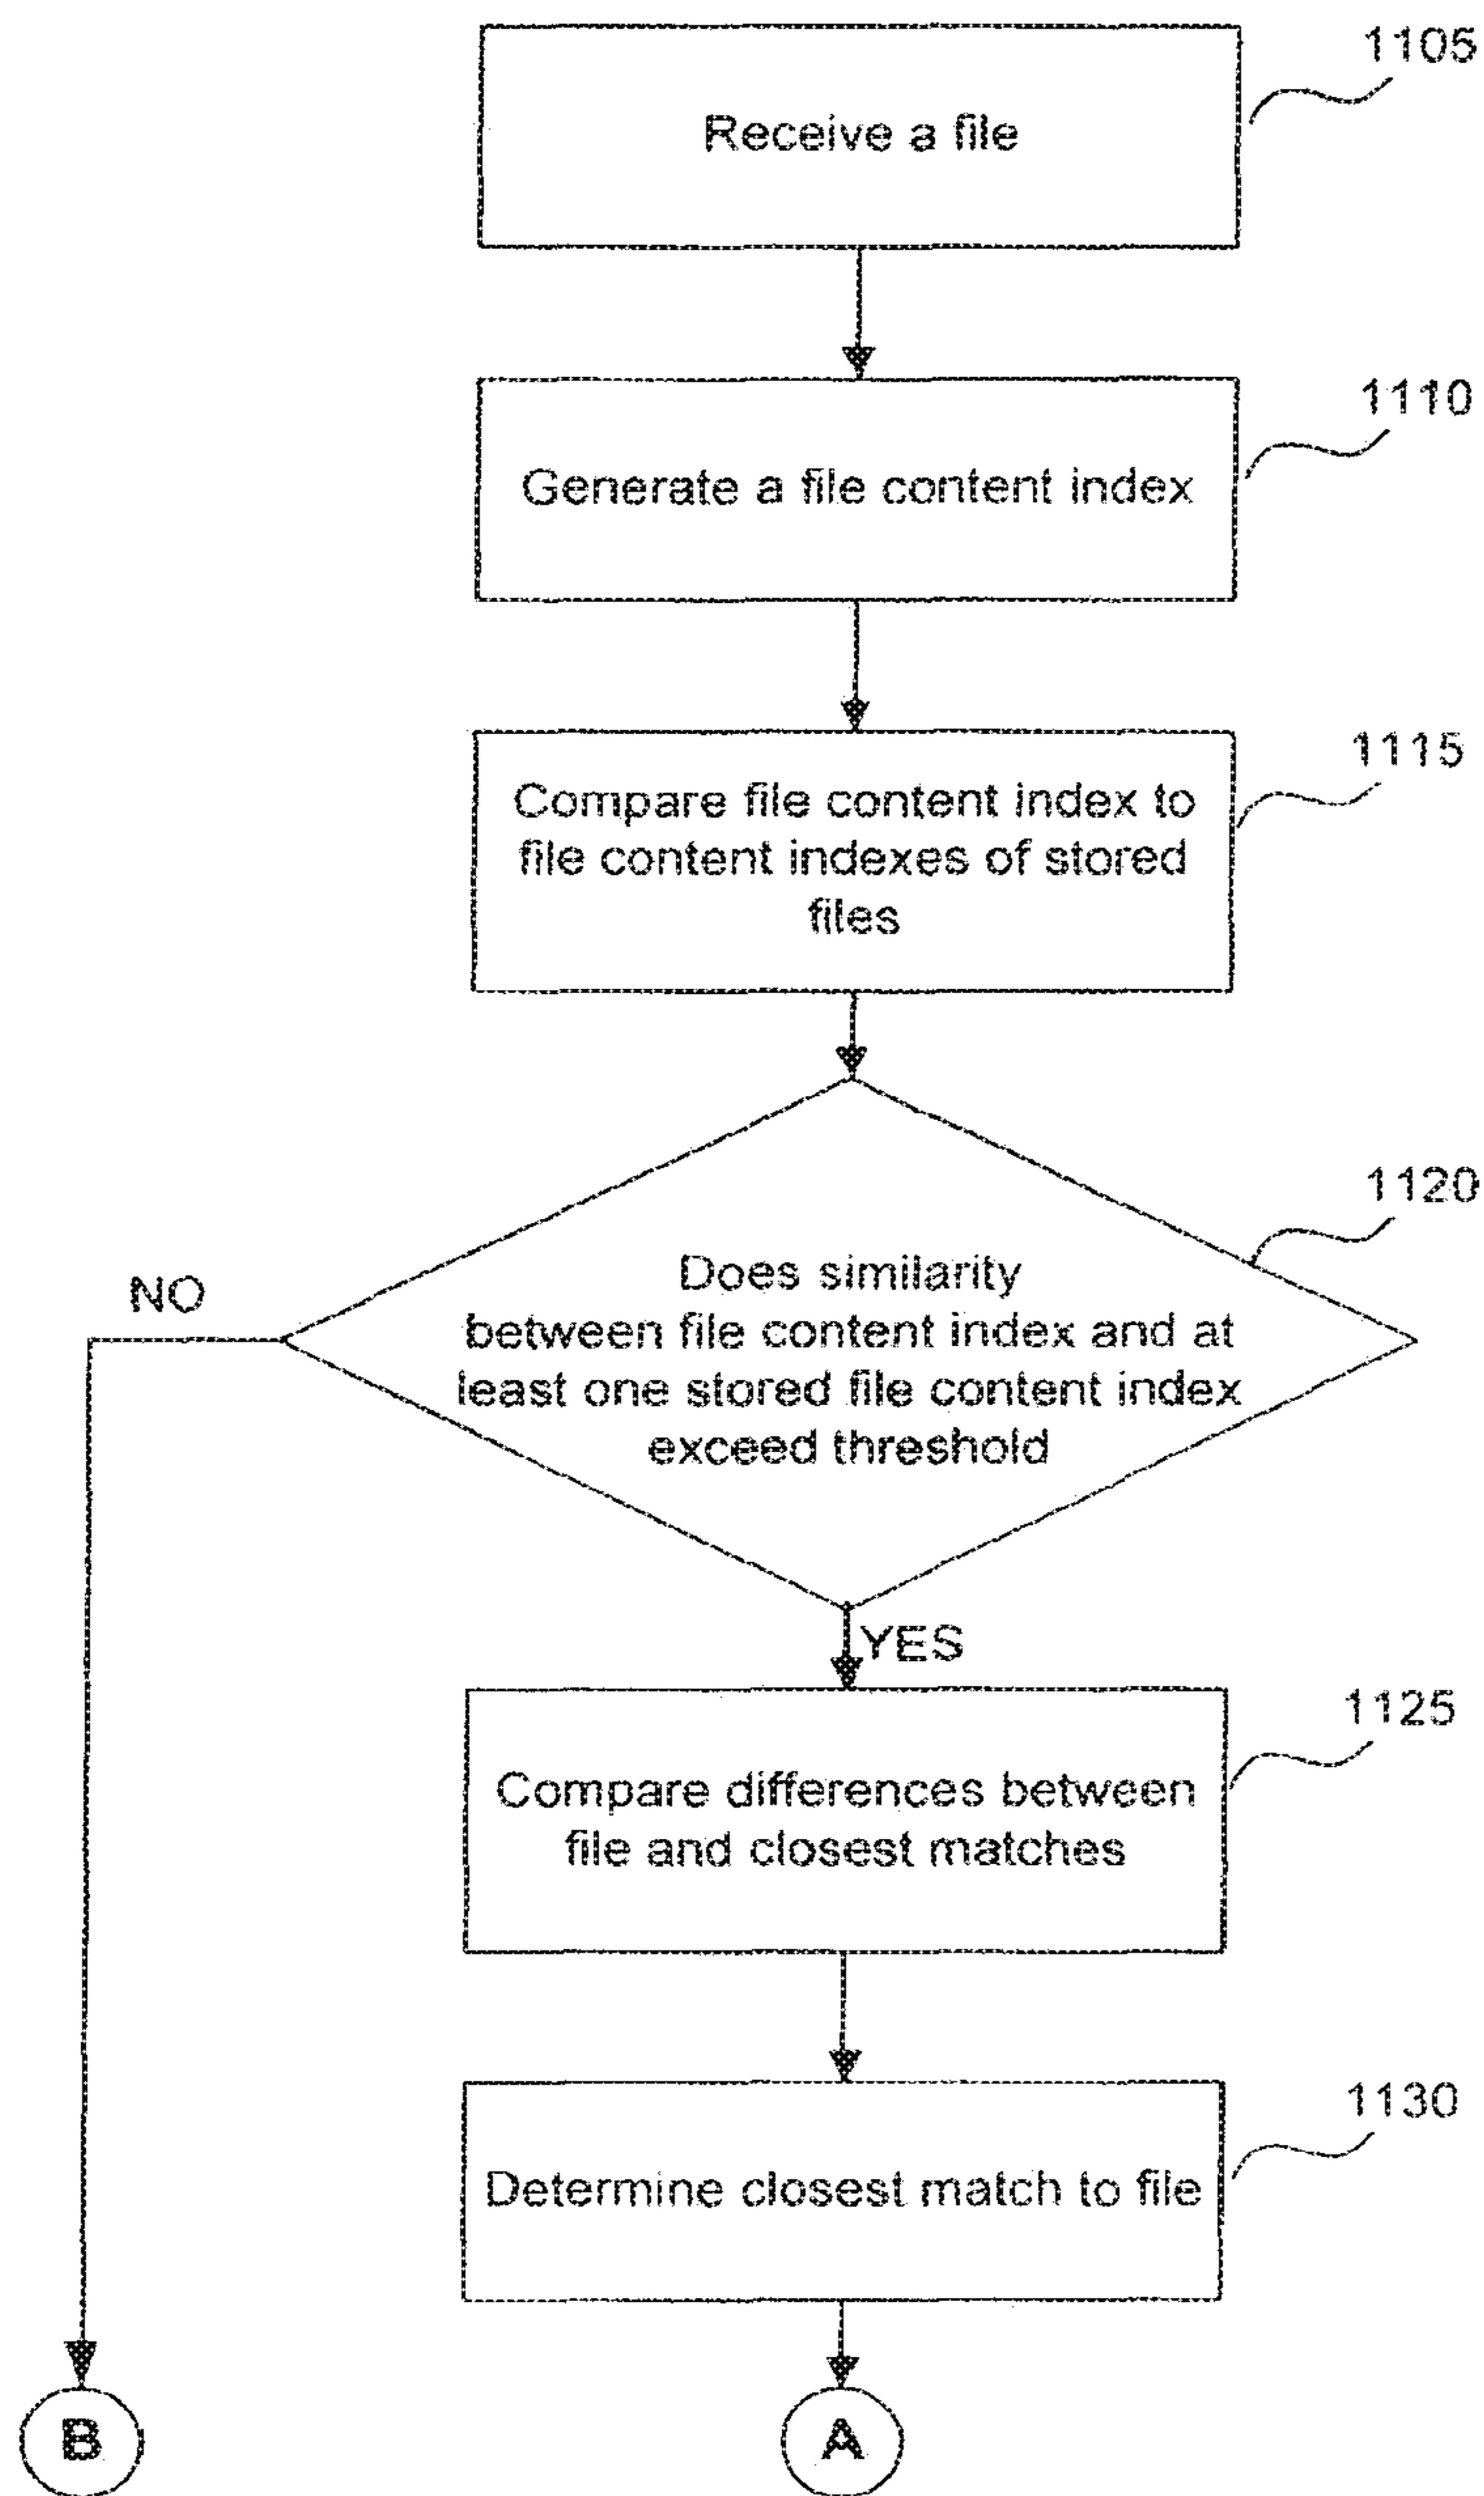 1105
Receive a file
1110
Generate a file content index
1115
Compare file content index to
file content indexes of stored
files
1120
Does similarity
between file content index and at
least one stored file content index
exceed threshold
NO
YES
1125
Compare differences between
file and closest matches
1130
Determine closest match to file
B
A